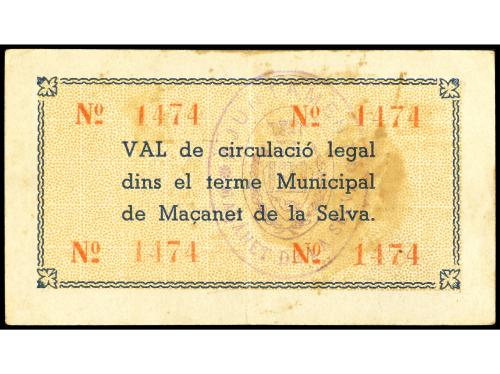 Nº 1474 Nº 1474
VAL de circulació legal
dins el terme Municipal
de Maçanet de la Selva.
Nº 1474 Nº 1474